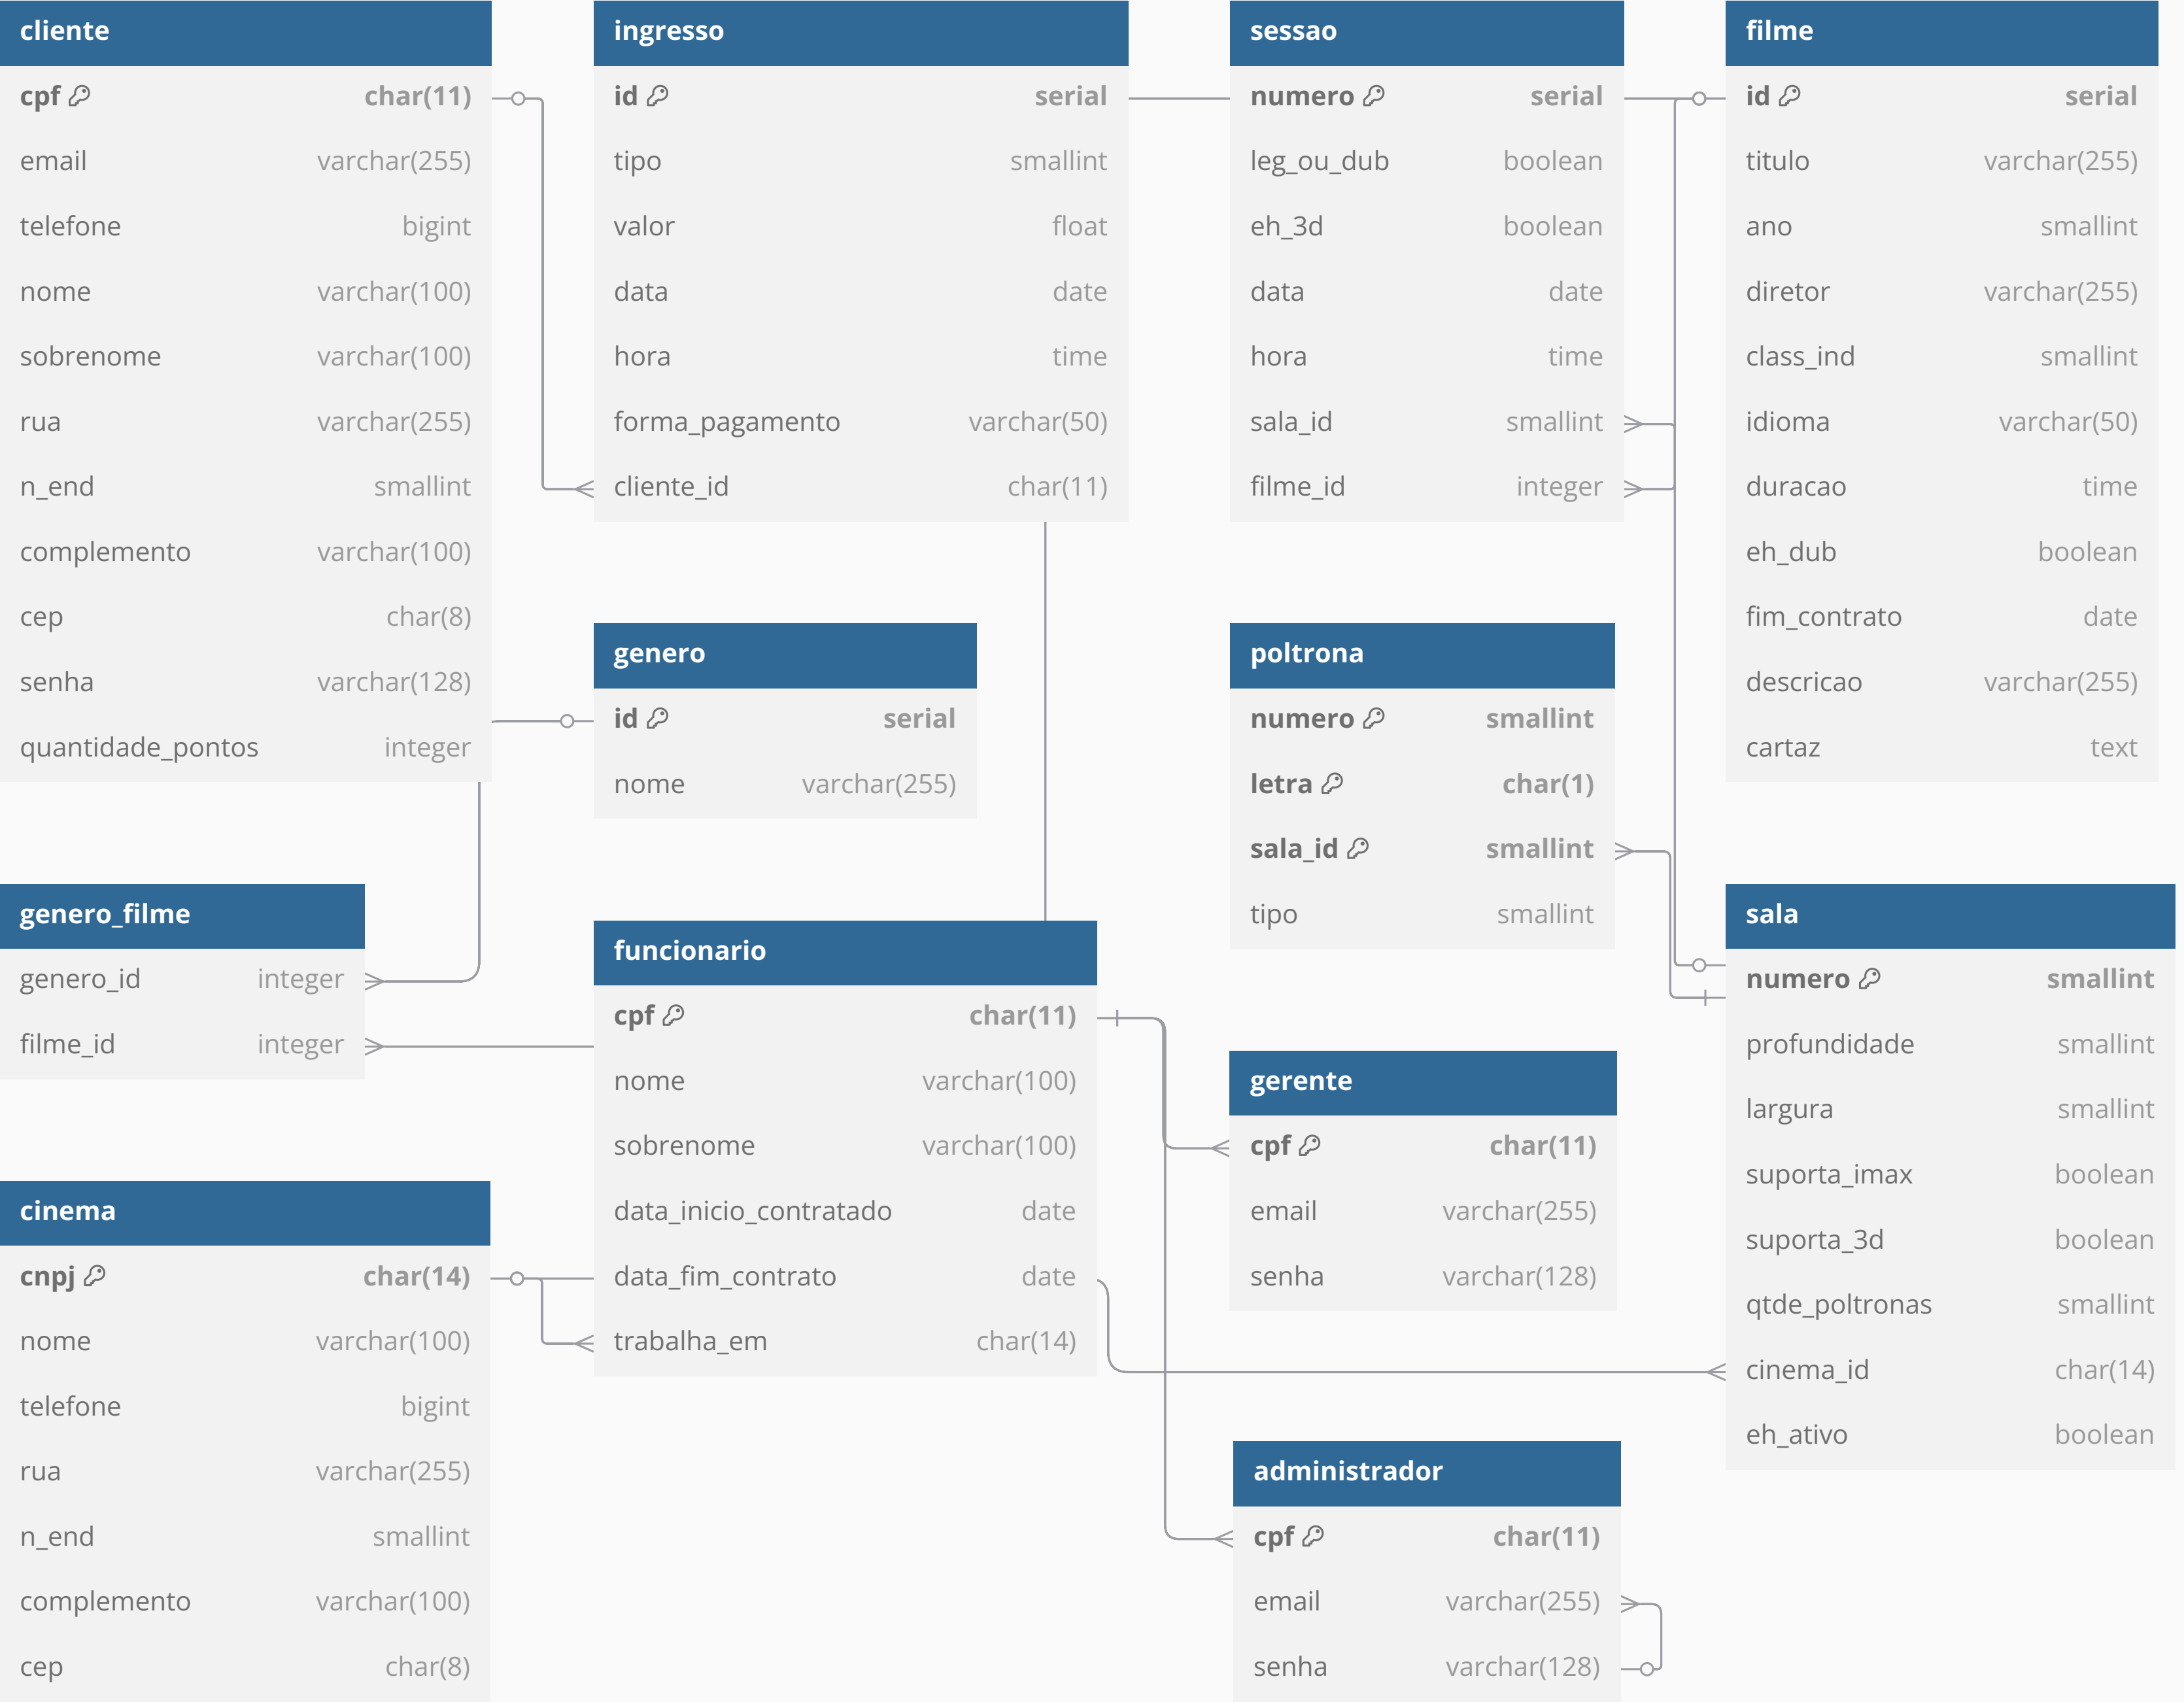 cliente
cpf char(11)
email varchar(255)
telefone bigint
nome varchar(100)
sobrenome varchar(100)
rua varchar(255)
n_end smallint
complemento varchar(100)
cep char(8)
senha varchar(128)
quantidade_pontos integer
ingresso
id serial
tipo smallint
valor float
data date
hora time
forma_pagamento varchar(50)
cliente_id char(11)
sessao
numero serial
leg_ou_dub boolean
eh_3d boolean
data date
hora time
sala_id smallint
filme_id integer
filme
id serial
titulo varchar(255)
ano smallint
diretor varchar(255)
class_ind smallint
idioma varchar(50)
duracao time
eh_dub boolean
fim_contrato date
descricao varchar(255)
cartaz text
genero
id serial
nome varchar(255)
poltrona
numero smallint
letra char(1)
sala_id smallint
tipo smallint
genero_filme
genero_id integer
filme_id integer
funcionario
cpf char(11)
nome varchar(100)
sobrenome varchar(100)
data_inicio_contratado date
data_fim_contrato date
trabalha_em char(14)
sala
numero smallint
profundidade smallint
largura smallint
suporta_imax boolean
suporta_3d boolean
qtde_poltronas smallint
cinema_id char(14)
eh_ativo boolean
gerente
cpf char(11)
email varchar(255)
senha varchar(128)
cinema
cnpj char(14)
nome varchar(100)
telefone bigint
rua varchar(255)
n_end smallint
complemento varchar(100)
cep char(8)
administrador
cpf char(11)
email varchar(255)
senha varchar(128)